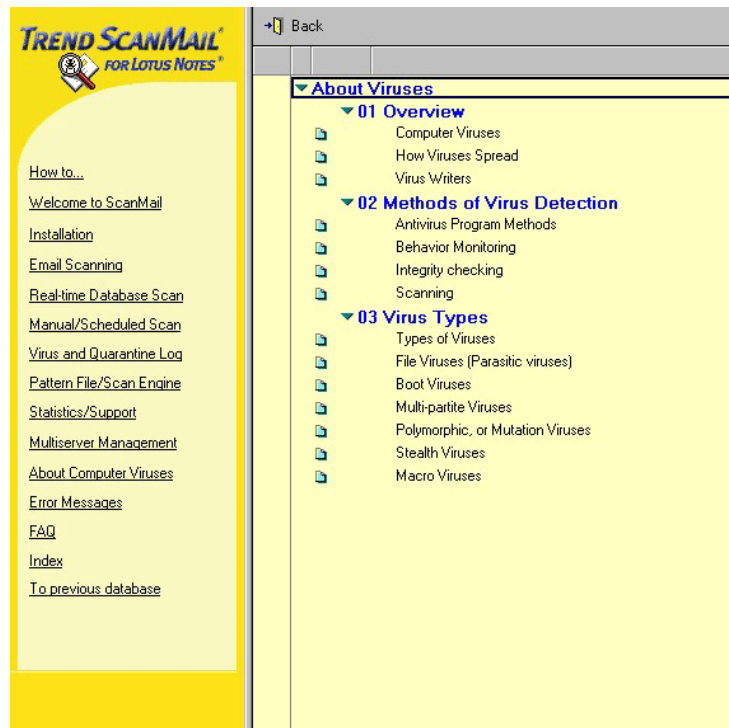 TREND SCANMAIL
FOR LOTUS NOTES®
How to...
Welcome to ScanMail
Installation
Email Scanning
Real-time Database Scan
Manual/Scheduled Scan
Virus and Quarantine Log
Pattern File/Scan Engine
Statistics/Support
Multiserver Management
About Computer Viruses
Error Messages
FAQ
Index
To previous database
Back
About Viruses
01 Overview
Computer Viruses
How Viruses Spread
Virus Writers
02 Methods of Virus Detection
Antivirus Program Methods
Behavior Monitoring
Integrity checking
Scanning
03 Virus Types
Types of Viruses
File Viruses (Parasitic viruses)
Boot Viruses
Multi-partite Viruses
Polymorphic, or Mutation Viruses
Stealth Viruses
Macro Viruses